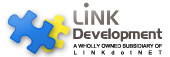 LiNK
Development
A WHOLLY OWNED SUBSIDIARY OF
LINKdotNET